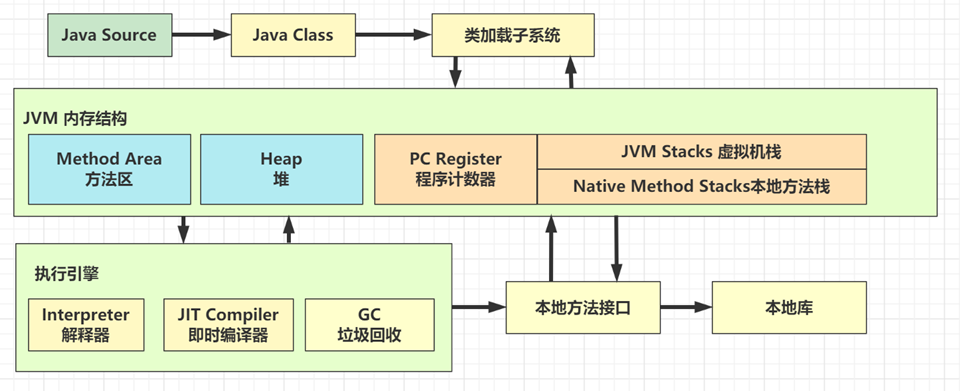 Java Source
Java Class
类加载子系统
JVM 内存结构
Method Area
方法区
Heap
堆
PC Register
程序计数器
JVM Stacks 虚拟机栈
Native Method Stacks本地方法栈
执行引擎
Interpreter
解释器
JIT Compiler
即时编译器
GC
垃圾回收
本地方法接口
本地库